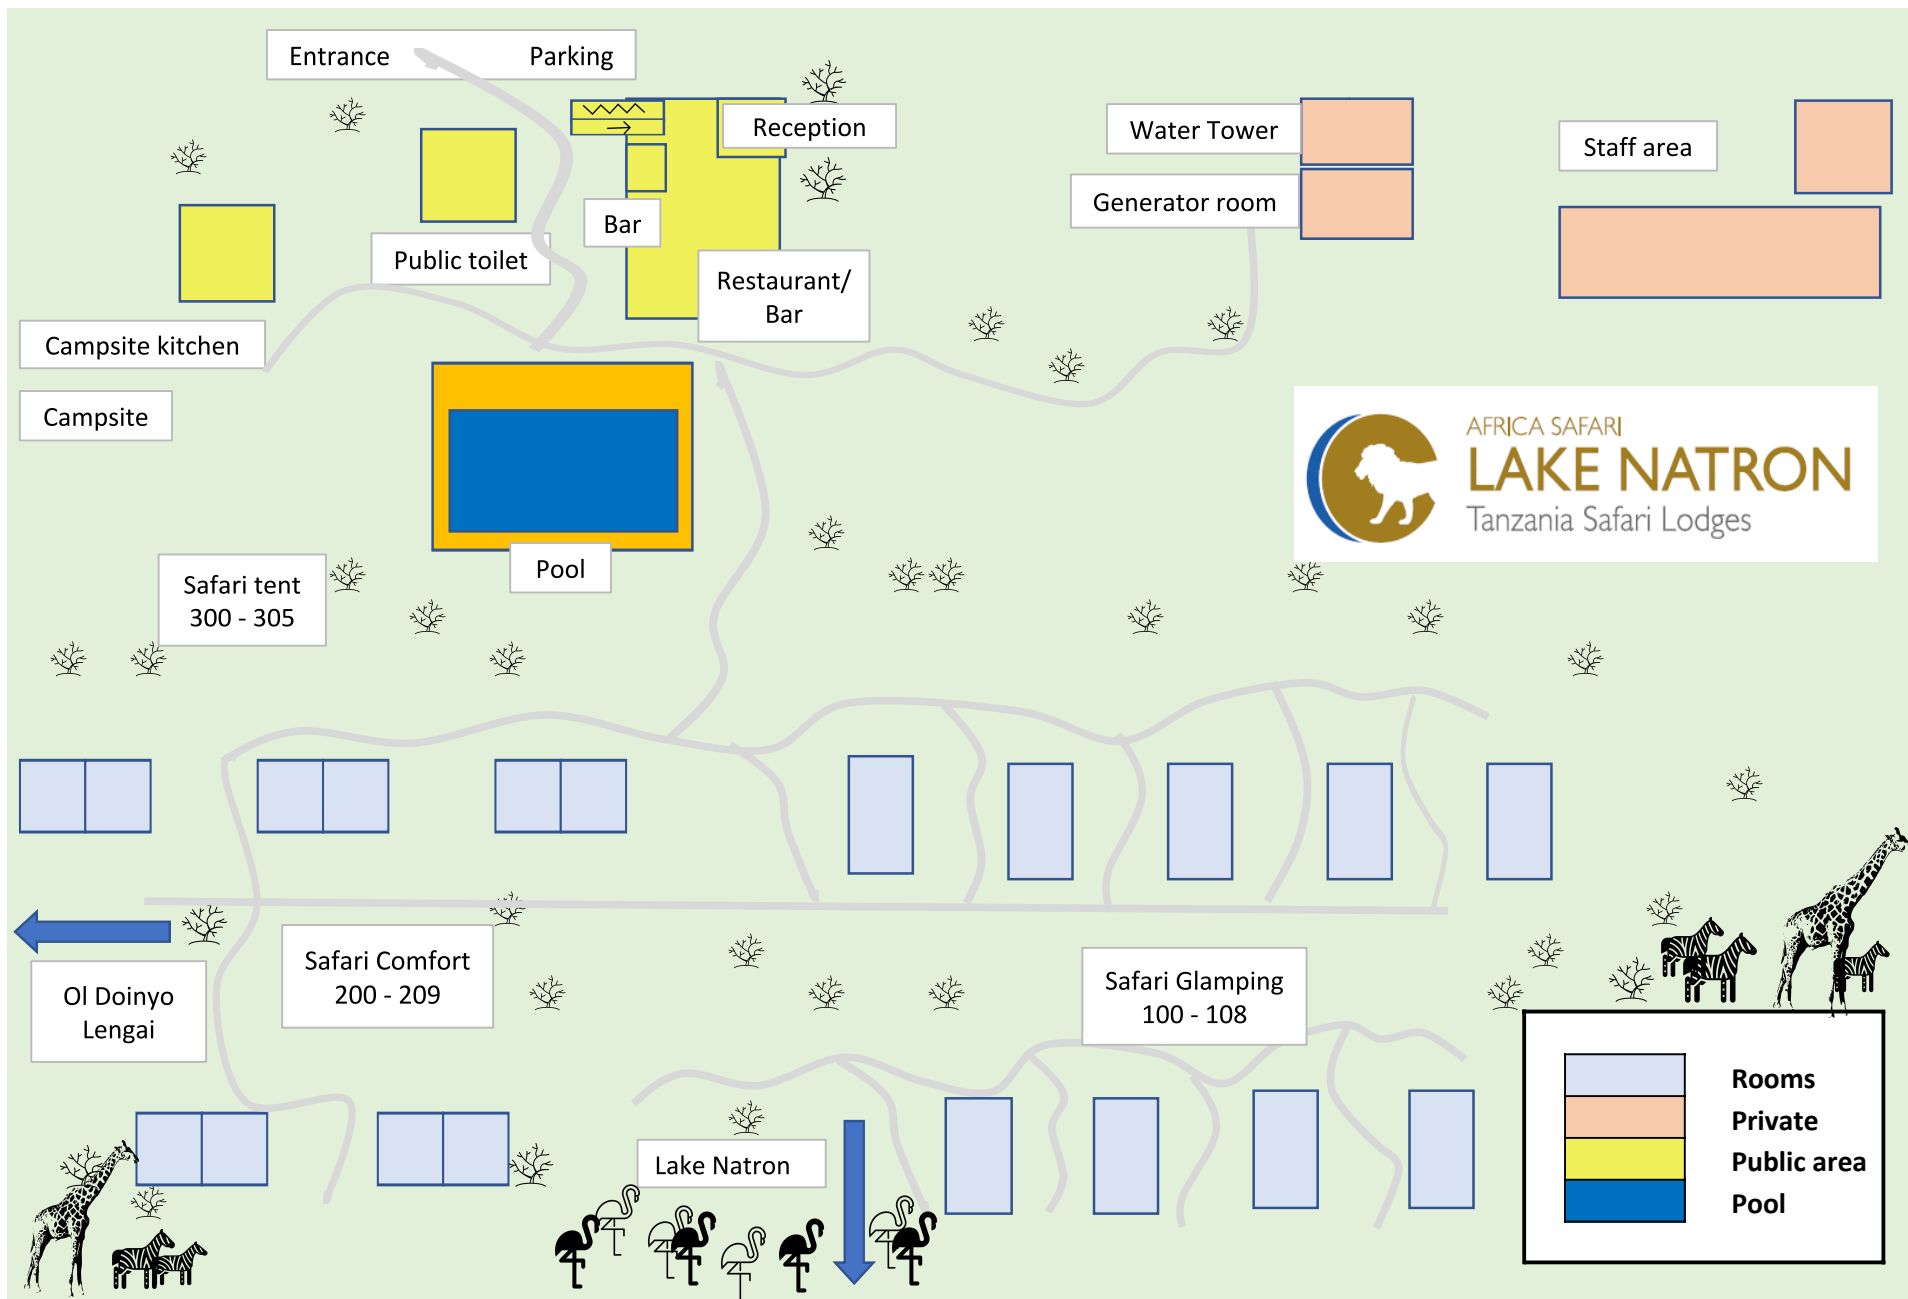 Entrance
Parking
Reception
Water Tower
Staff area
Generator room
Bar
Public toilet
Restaurant/
Bar
Campsite kitchen
Campsite
AFRICA SAFARI
LAKE NATRON
Tanzania Safari Lodges
Pool
Safari tent
300 - 305
Safari Comfort
200 - 209
Safari Glamping
100 - 108
Ol Doinyo
Lengai
Lake Natron
Rooms
Private
Public area
Pool